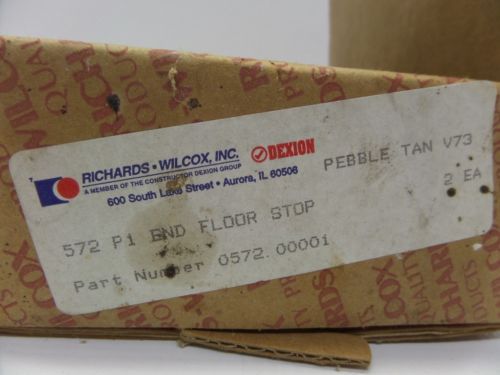 RICHARDS • WILCOX, INC. DEXION
A MEMBER OF THE CONSTRUCTOR DEXION GROUP
600 South Lake Street • Aurora, IL 60506
PEBBLE TAN V73
2 EA
572 P1 END FLOOR STOP
Part Number 0572.00001